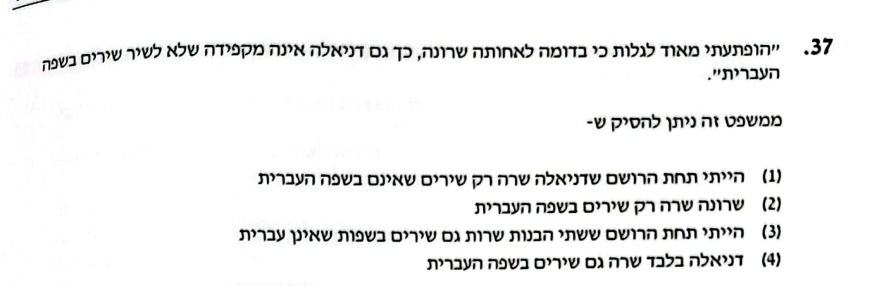 37. "הופתעתי מאוד לגלות כי בדומה לאחותה שרונה, כך גם דניאלה אינה מקפידה שלא לשיר שירים בשפה
העברית".
ממשפט זה ניתן להסיק ש-
(1) הייתי תחת הרושם שדניאלה שרה רק שירים שאינם בשפה העברית
(2) שרונה שרה רק שירים בשפה העברית
(3) הייתי תחת הרושם ששתי הבנות שרות גם שירים בשפות שאינן עברית
(4) דניאלה בלבד שרה גם שירים בשפה העברית